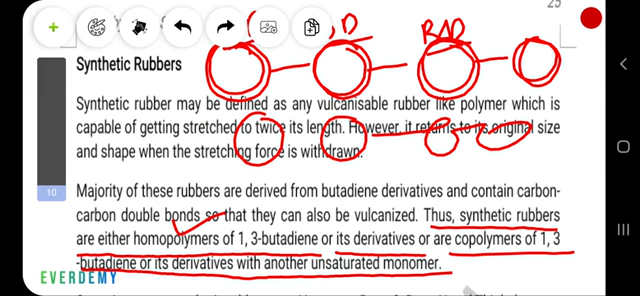 25
D
RAD
Synthetic Rubbers
Synthetic rubber may be defined as any vulcanisable rubber like polymer which is
capable of getting stretched to twice its length. However, it returns to its original size
and shape when the stretching force is withdrawn.
10
Majority of these rubbers are derived from butadiene derivatives and contain carbon-
carbon double bonds so that they can also be vulcanized. Thus, synthetic rubbers
are either homopolymers of 1, 3-butadiene or its derivatives or are copolymers of 1, 3
-butadiene or its derivatives with another unsaturated monomer.
EVERDEMY